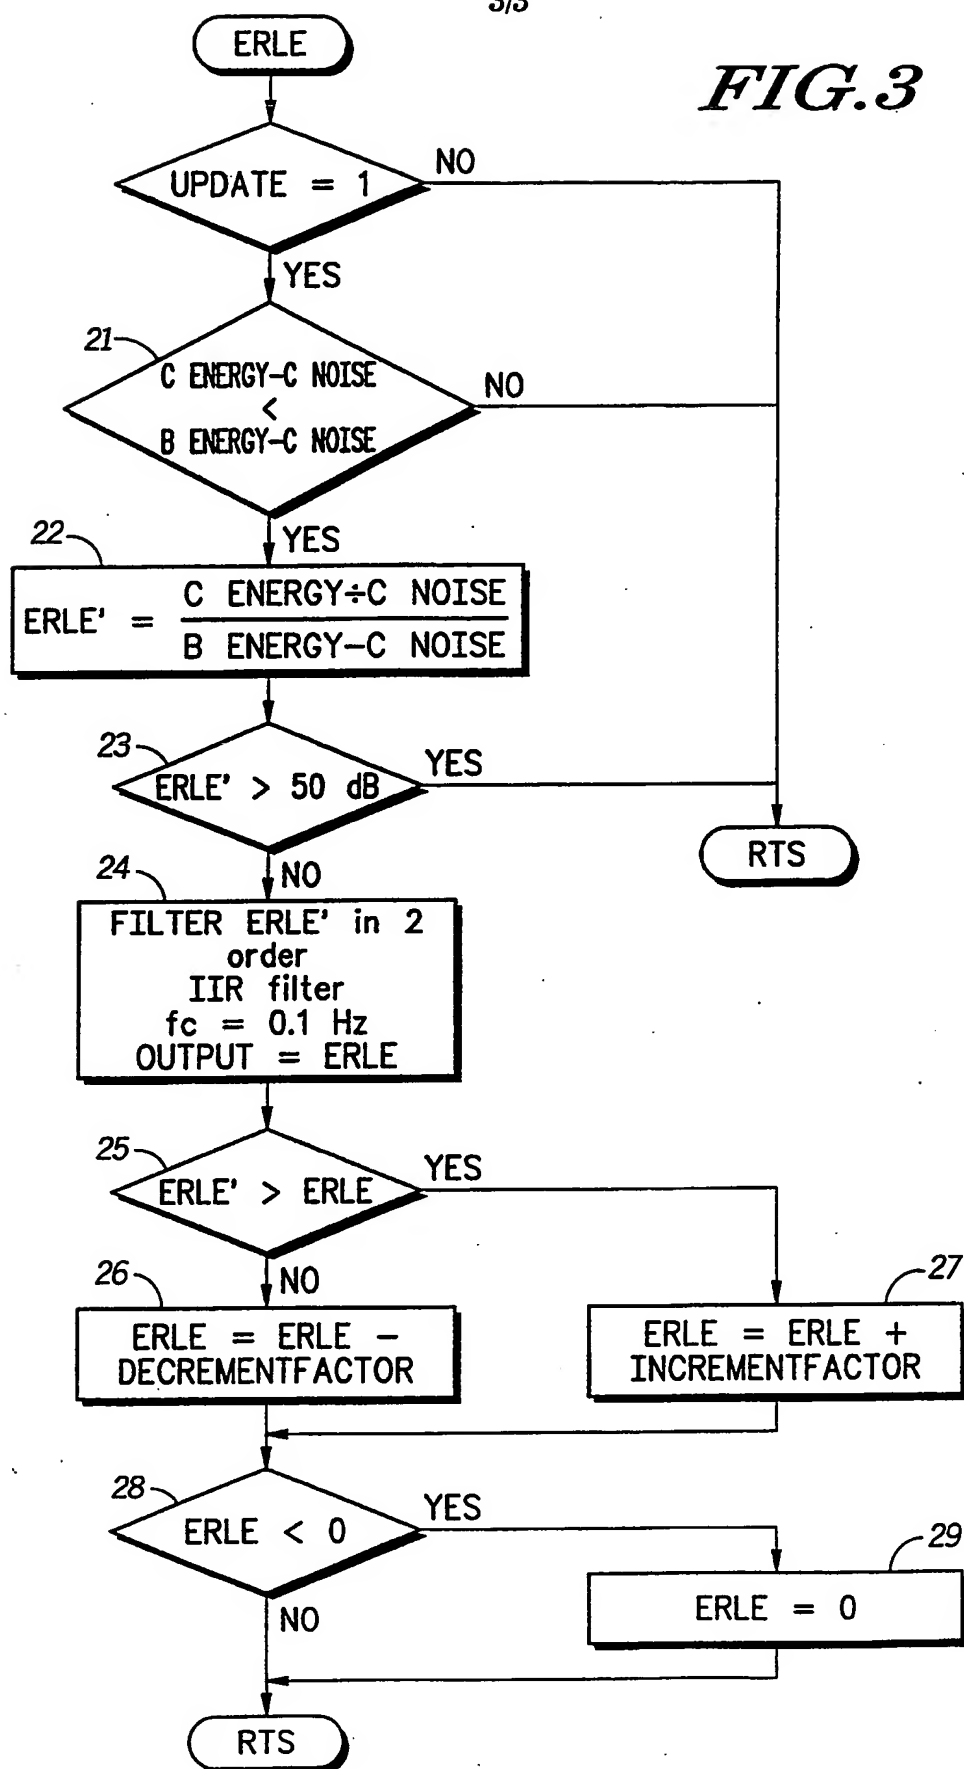 3/3
ERLE
FIG.3
UPDATE = 1
NO
YES
21
C ENERGY-C NOISE
<
B ENERGY-C NOISE
NO
YES
22
ERLE' = C ENERGY÷C NOISE
B ENERGY-C NOISE
23
ERLE' > 50 dB
YES
RTS
NO
24
FILTER ERLE' in 2
order
IIR filter
fc = 0.1 Hz
OUTPUT = ERLE
25
ERLE' > ERLE
YES
NO
26
ERLE = ERLE -
DECREMENTFACTOR
27
ERLE = ERLE +
INCREMENTFACTOR
28
ERLE < 0
YES
29
ERLE = 0
NO
RTS